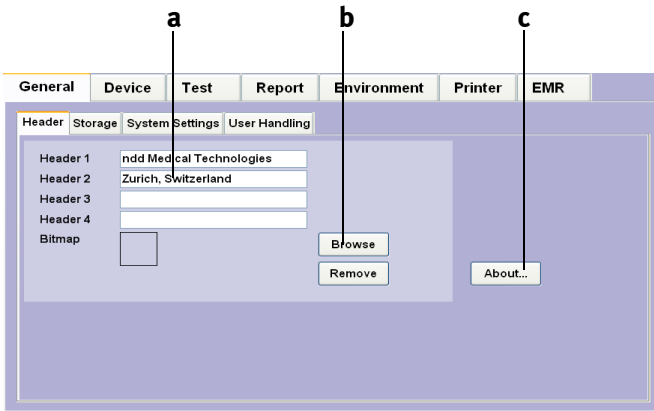 a b c
General Device Test Report Environment Printer EMR
Header Storage System Settings User Handling
Header 1 ndd Medical Technologies
Header 2 Zurich, Switzerland
Header 3
Header 4
Bitmap Browse
Remove About...